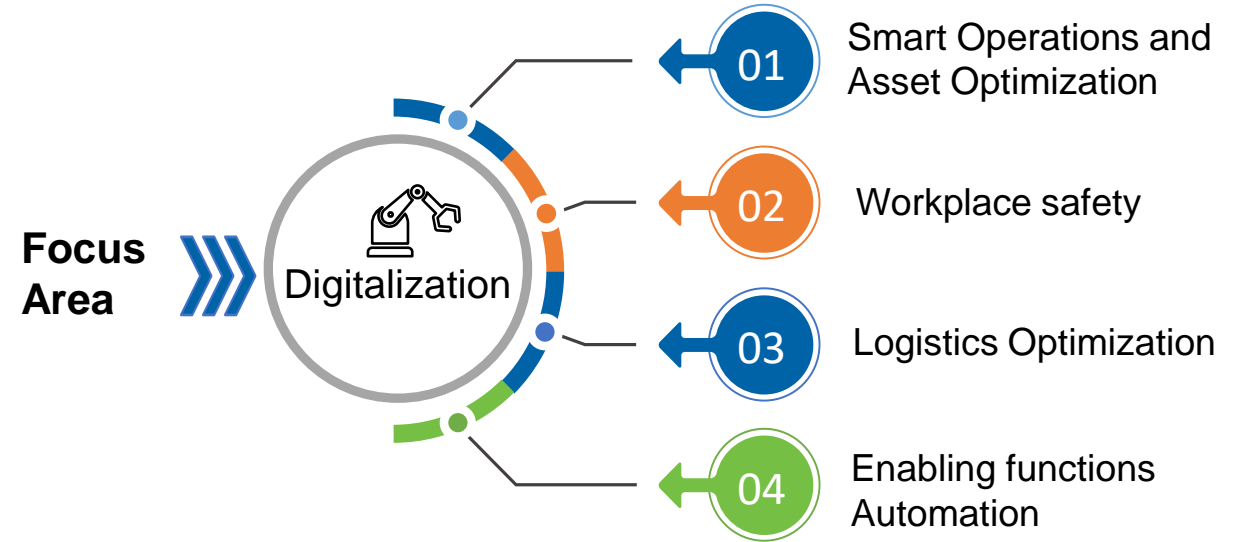 Focus
Area
Digitalization
01
Smart Operations and
Asset Optimization
02
Workplace safety
03
Logistics Optimization
04
Enabling functions
Automation